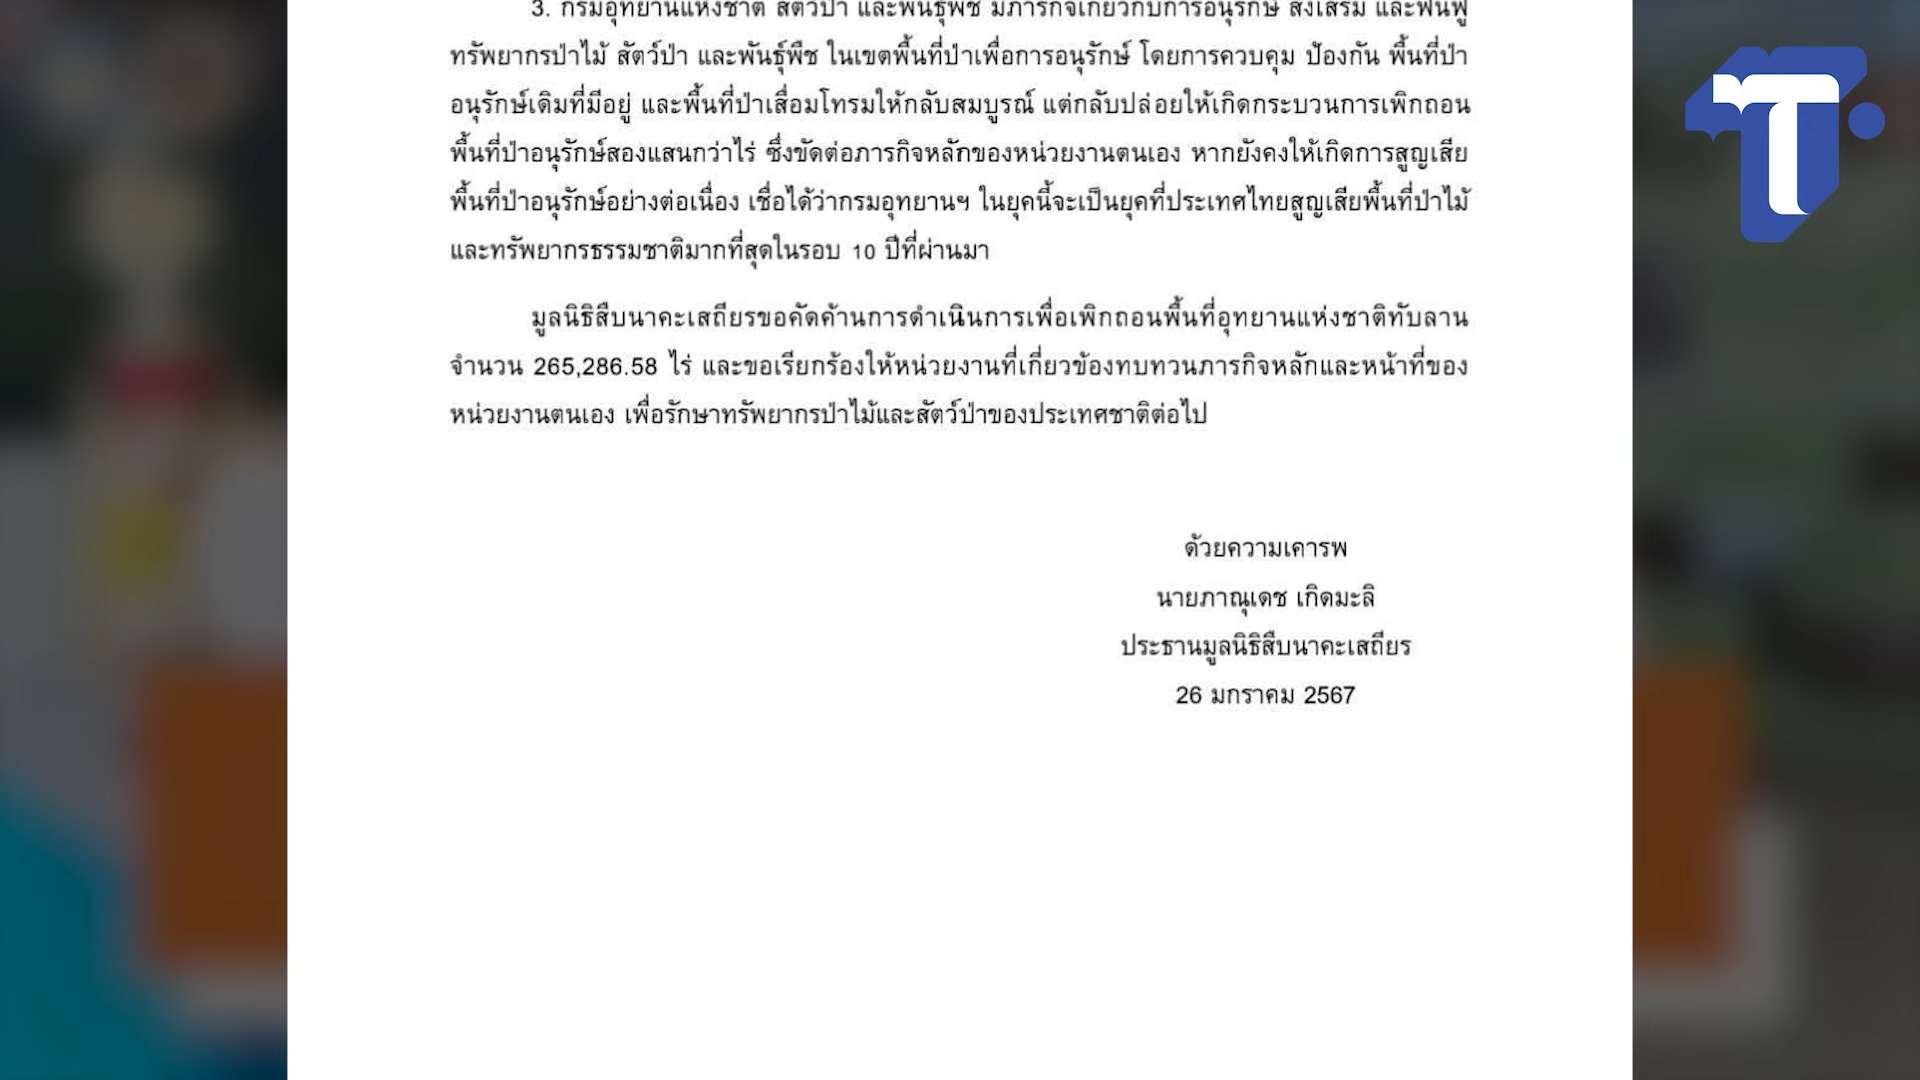 3. กรมอุทยานแห่งชาติ สัตว์ป่า และพันธุ์พืช มีภารกิจเกี่ยวกับการอนุรักษ์ ส่งเสริม และฟื้นฟู
ทรัพยากรป่าไม้ สัตว์ป่า และพันธุ์พืช ในเขตพื้นที่ป่าเพื่อการอนุรักษ์ โดยการควบคุม ป้องกัน พื้นที่ป่า
อนุรักษ์เดิมที่มีอยู่ และพื้นที่ป่าเสื่อมโทรมให้กลับสมบูรณ์ แต่กลับปล่อยให้เกิดกระบวนการเพิกถอน
พื้นที่ป่าอนุรักษ์สองแสนกว่าไร่ ซึ่งขัดต่อภารกิจหลักของหน่วยงานตนเอง หากยังคงให้เกิดการสูญเสีย
พื้นที่ป่าอนุรักษ์อย่างต่อเนื่อง เชื่อได้ว่ากรมอุทยานฯ ในยุคนี้จะเป็นยุคที่ประเทศไทยสูญเสียพื้นที่ป่าไม้
และทรัพยากรธรรมชาติมากที่สุดในรอบ 10 ปีที่ผ่านมา
มูลนิธิสืบนาคะเสถียรขอคัดค้านการดำเนินการเพื่อเพิกถอนพื้นที่อุทยานแห่งชาติทับลาน
จำนวน 265,286.58 ไร่ และขอเรียกร้องให้หน่วยงานที่เกี่ยวข้องทบทวนภารกิจหลักและหน้าที่ของ
หน่วยงานตนเอง เพื่อรักษาทรัพยากรป่าไม้และสัตว์ป่าของประเทศชาติต่อไป
ด้วยความเคารพ
นายภาณุเดช เกิดมะลิ
ประธานมูลนิธิสืบนาคะเสถียร
26 มกราคม 2567
T